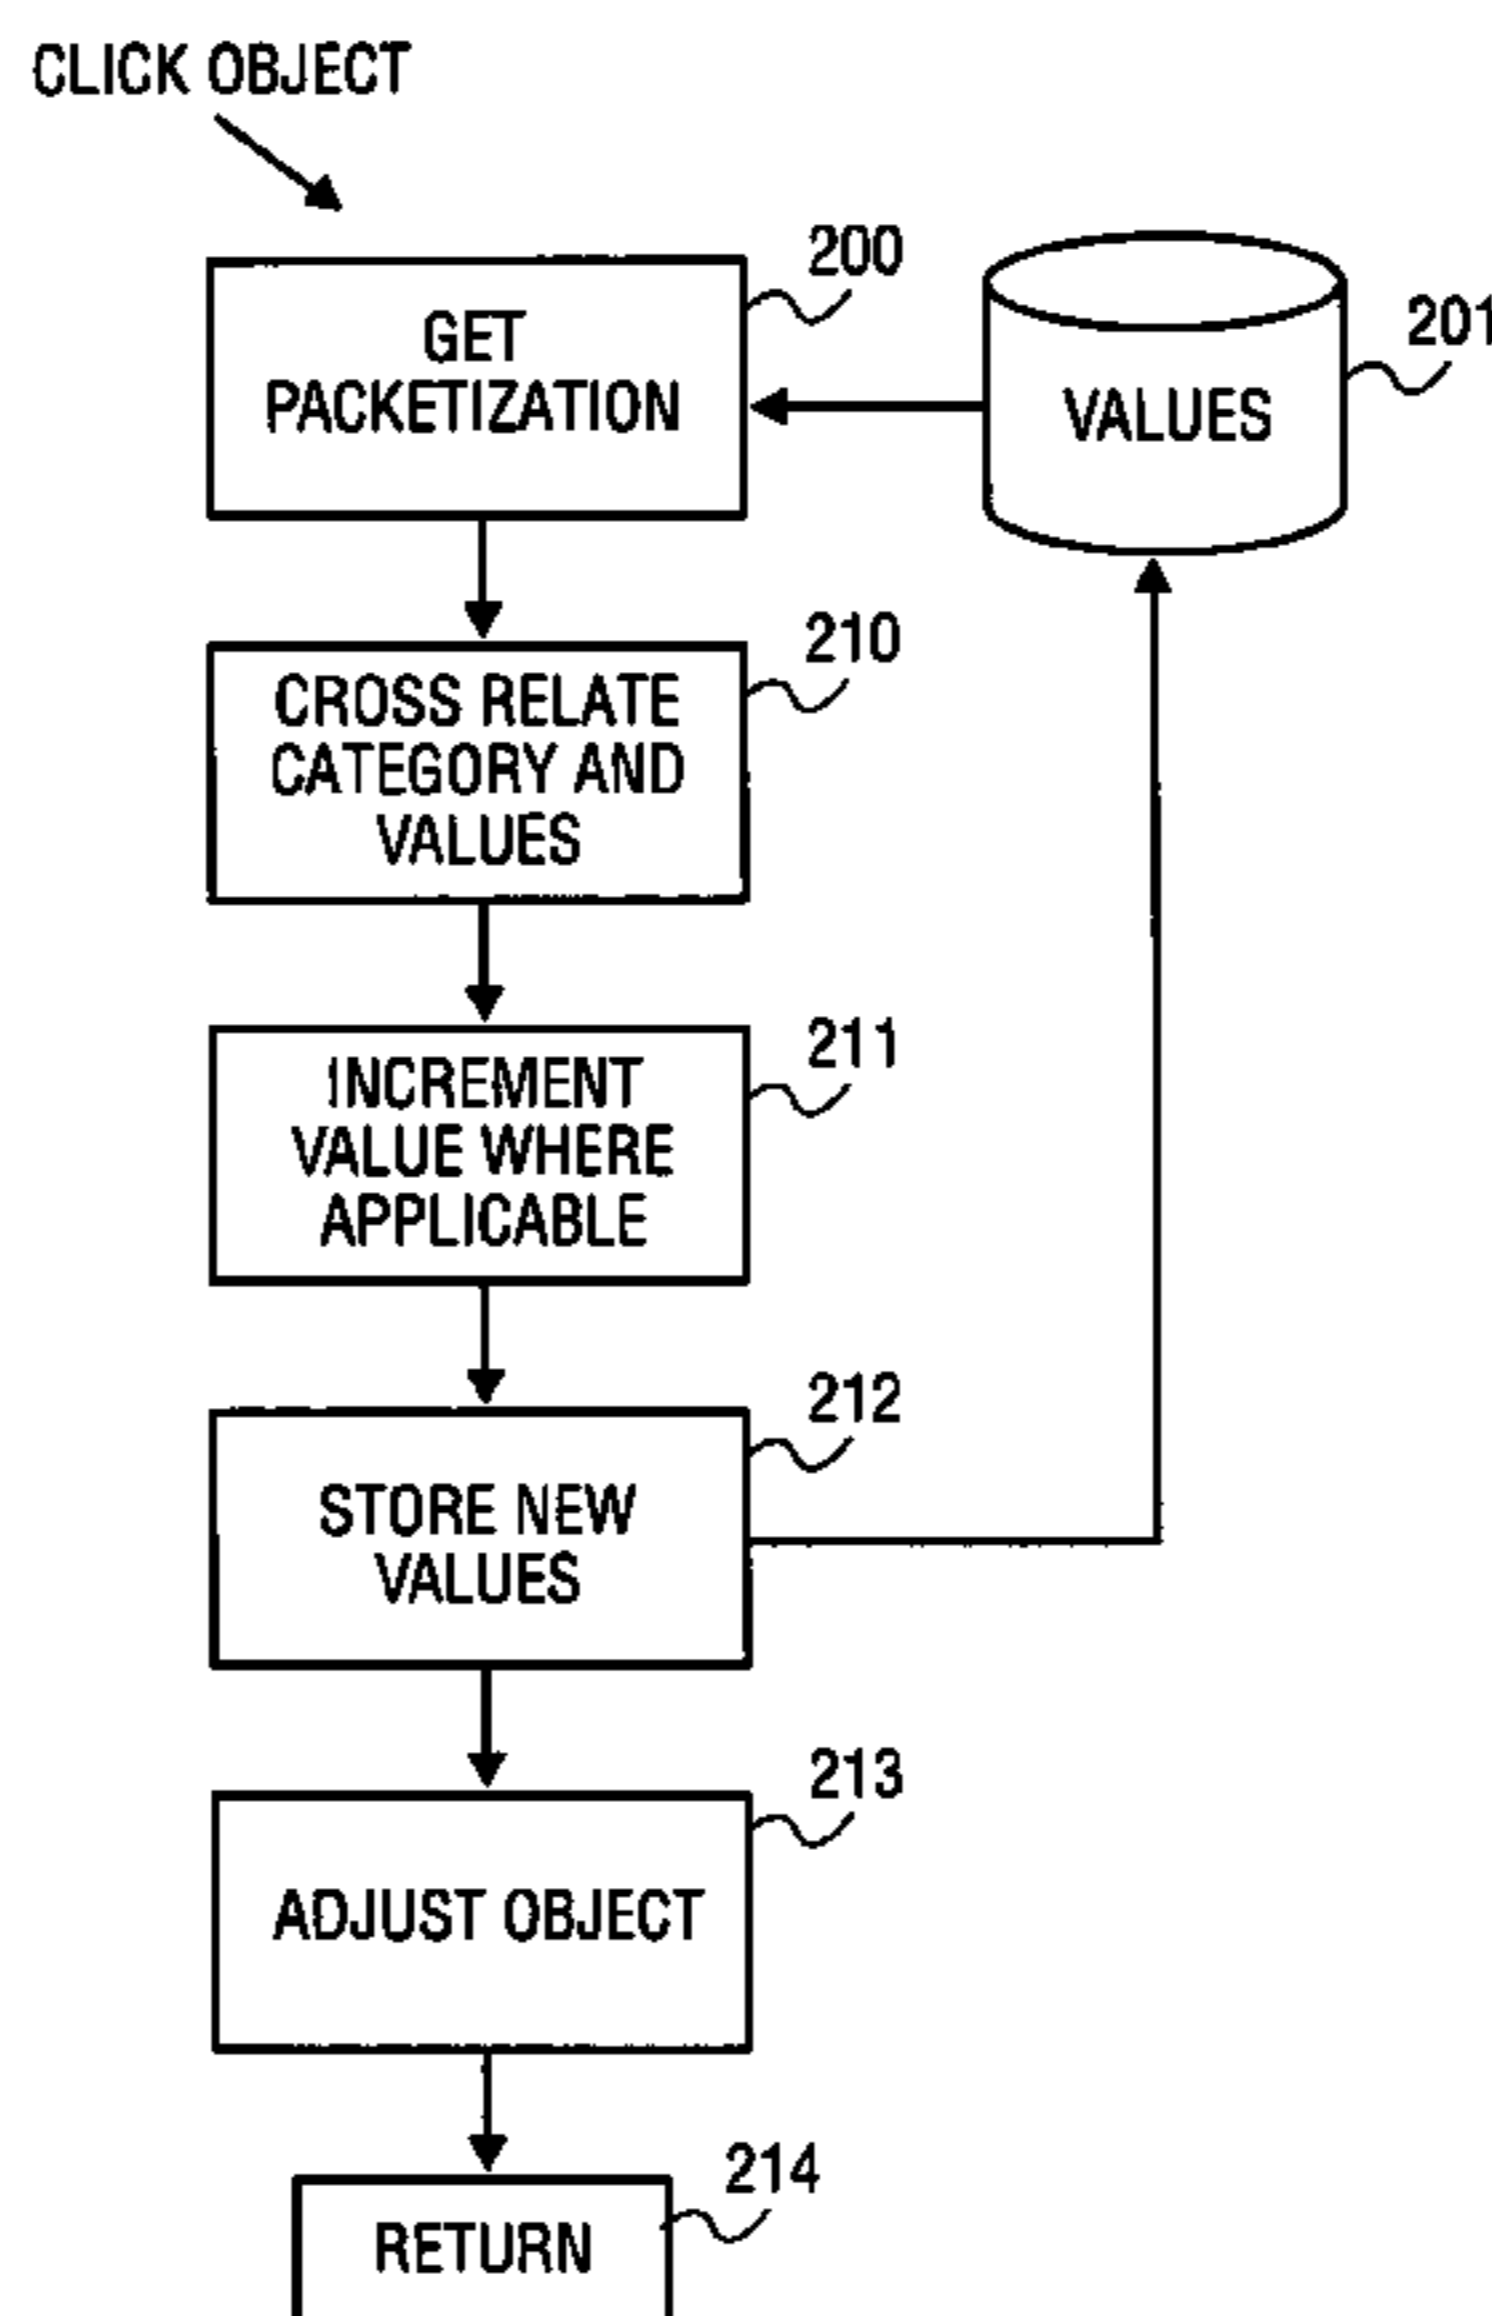 CLICK OBJECT
200
GET
PACKETIZATION
201
VALUES
210
CROSS RELATE
CATEGORY AND
VALUES
211
INCREMENT
VALUE WHERE
APPLICABLE
212
STORE NEW
VALUES
213
ADJUST OBJECT
214
RETURN